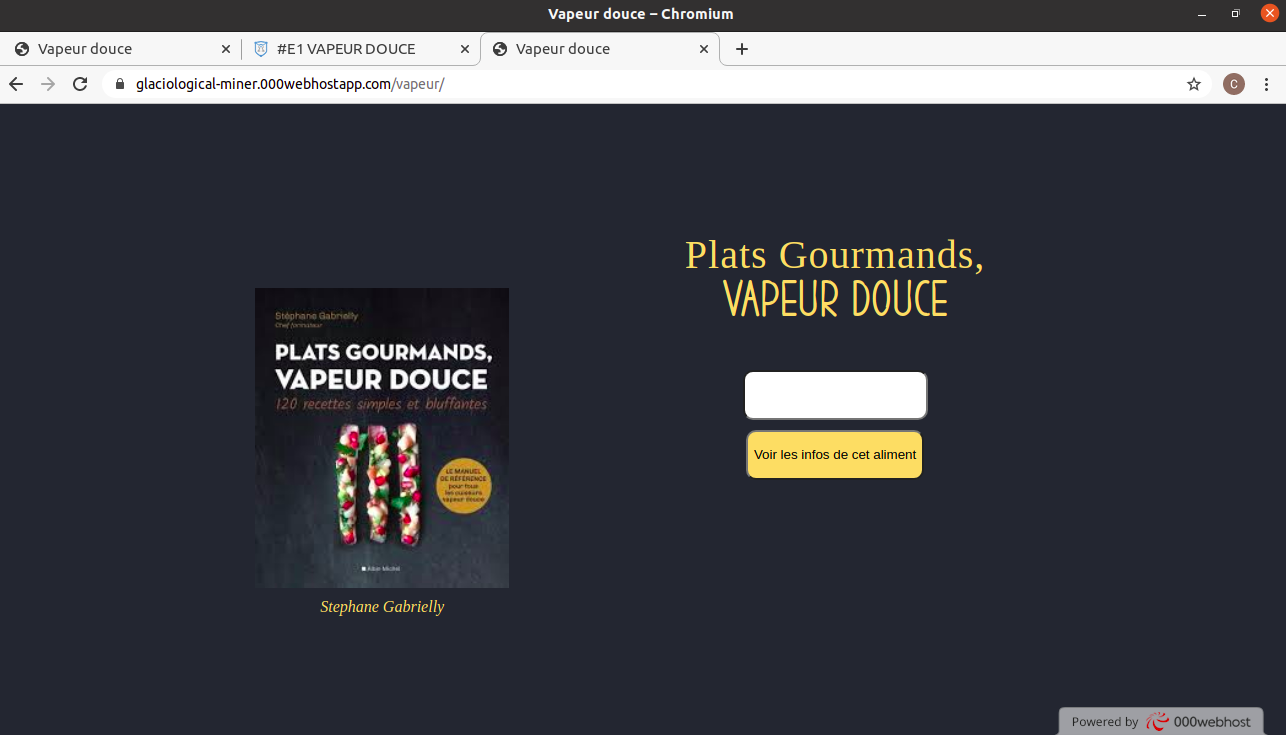 Vapeur douce – Chromium
Vapeur douce
#E1 VAPEUR DOUCE
Vapeur douce
glaciological-miner.000webhostapp.com/vapeur/
C
Plats Gourmands,
VAPEUR DOUCE
Stéphane Gabrielly
Chef formateur
PLATS GOURMANDS,
VAPEUR DOUCE
120 recettes simples et bluffantes
LE MANUEL
DE RÉFÉRENCE
pour tous
les cuiseurs
vapeur douce
Albin Michel
Voir les infos de cet aliment
Stephane Gabrielly
Powered by 000webhost